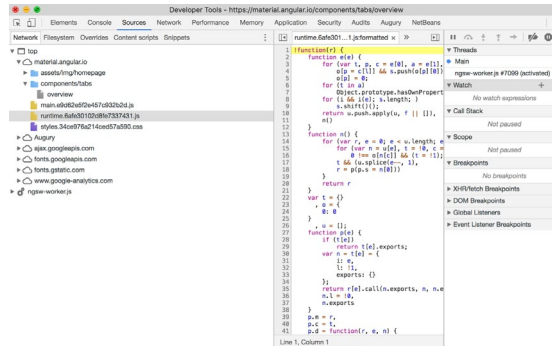 Developer Tools - https://material.angular.io/components/tabs/overview
Elements Console Sources Network Performance Memory Application Security Audits Augury NetBeans
Network Filesystem Overrides Content scripts Snippets
top
material.angular.io
assets/img/homepage
components/tabs
overview
main.e9d62e5f2e457c932b2d.js
runtime.6afe30102d8fe7337431.js
styles.34ce976a214ced57a590.css
Augury
ajax.googleapis.com
fonts.googleapis.com
fonts.gstatic.com
www.google-analytics.com
ngsw-worker.js
runtime.6afe301…1.js:formatted ×
1 !function(r) {
2 function e(e) {
3 for (var t, p, c = e[0], a = e[1],
4 o[p = c[l]] && s.push(o[p][0])
5 o[p] = 0;
6 for (t in a)
7 Object.prototype.hasOwnProper
8 for (i && i(e); s.length; )
9 s.shift()();
10 return u.push.apply(u, f || []),
11 n()
12 }
13 function n() {
14 for (var r, e = 0; e < u.length; e
15 for (var n = u[e], t = !0, c =
16 0 !== o[n[c]] && (t = !1);
17 t && (u.splice(e--, 1),
18 r = p(p.s = n[0]))
19 }
20 return r
21 }
22 var t = {}
23 , o = {
24 0: 0
25 }
26 , u = [];
27 function p(e) {
28 if (t[e])
29 return t[e].exports;
30 var n = t[e] = {
31 i: e,
32 l: !1,
33 exports: {}
34 };
35 return r[e].call(n.exports, n, n.e
36 n.l = !0,
37 n.exports
38 }
39 p.m = r,
40 p.c = t,
41 p.d = function(r, e, n) {
Line 1, Column 1
Threads
Main
ngsw-worker.js #7099 (activated)
Watch
No watch expressions
Call Stack
Not paused
Scope
Not paused
Breakpoints
No breakpoints
XHR/fetch Breakpoints
DOM Breakpoints
Global Listeners
Event Listener Breakpoints